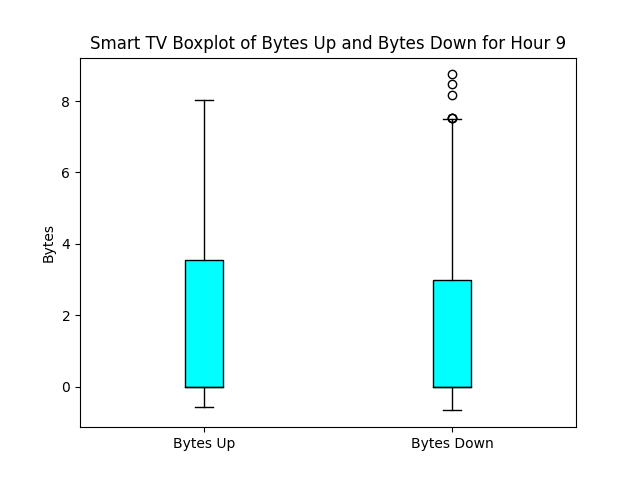 Smart TV Boxplot of Bytes Up and Bytes Down for Hour 9
8
6
4
2
0
Bytes
Bytes Up
Bytes Down